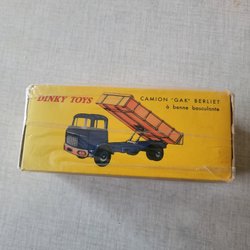 DINKY TOYS
CAMION "GAK" BERLIET
à benne basculante